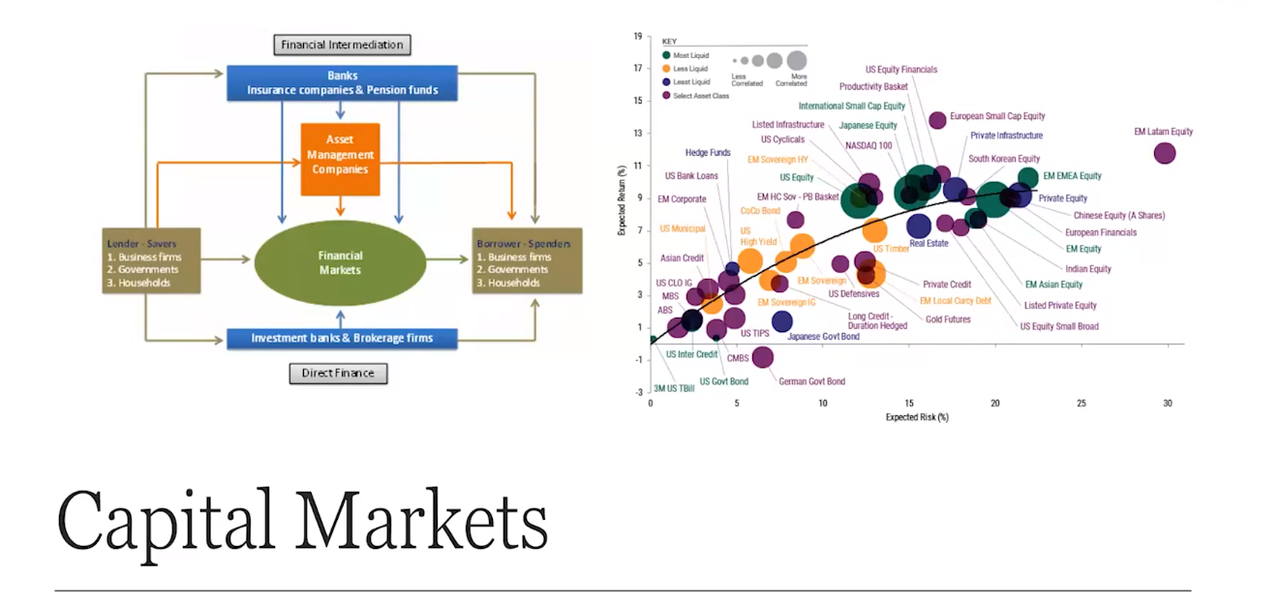 Financial Intermediation
Banks
Insurance companies & Pension funds
Asset
Management
Companies
Lender - Savers
1. Business firms
2. Governments
3. Households
Financial
Markets
Borrower - Spenders
1. Business firms
2. Governments
3. Households
Investment banks & Brokerage firms
Direct Finance
19
17
15
13
11
9
7
5
3
1
-1
-3
Expected Return (%)
KEY
Most Liquid
Less Liquid
Least Liquid
Select Asset Class
Less
Correlated
More
Correlated
US Equity Financials
Productivity Basket
International Small Cap Equity
European Small Cap Equity
Listed Infrastructure
Japanese Equity
Private Infrastructure
EM Latam Equity
US Cyclicals
NASDAQ 100
Hedge Funds
EM Sovereign HY
South Korean Equity
US Bank Loans
US Equity
EM EMEA Equity
EM Corporate
EM HC Sov - PB Basket
Private Equity
CoCo Bond
Chinese Equity (A Shares)
US Municipal
US
High Yield
European Financials
Real Estate
US Timber
EM Equity
Asian Credit
Indian Equity
US CLO IG
EM Sovereign
Private Credit
EM Asian Equity
MBS
US Defensives
EM Sovereign IG
EM Local Curcy Debt
Listed Private Equity
ABS
Long Credit -
Duration Hedged
Gold Futures
US Equity Small Broad
US TIPS
Japanese Govt Bond
US Inter Credit
CMBS
3M US TBill
US Govt Bond
German Govt Bond
0
5
10
15
20
25
30
Expected Risk (%)
Capital Markets